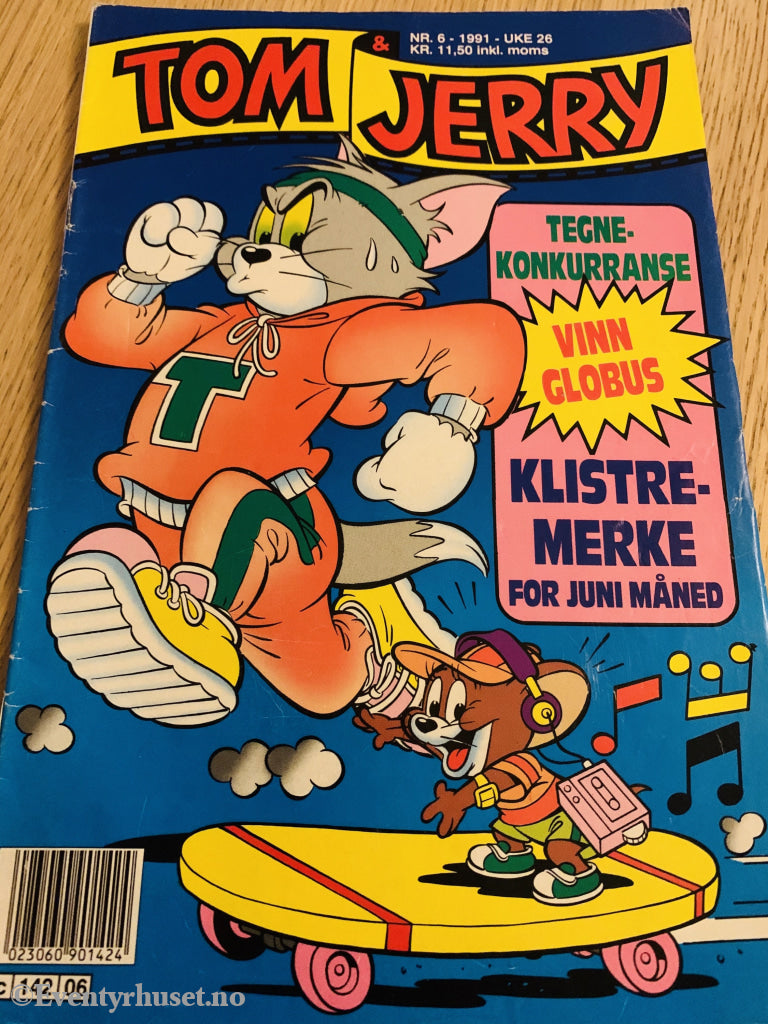 NR. 6 - 1991 - UKE 26
KR. 11,50 inkl. moms
TOM & JERRY
TEGNE-
KONKURRANSE
VINN
GLOBUS
KLISTRE-
MERKE
FOR JUNI MÅNED
T
023060 901424
c 142 06
©Eventyrhuset.no